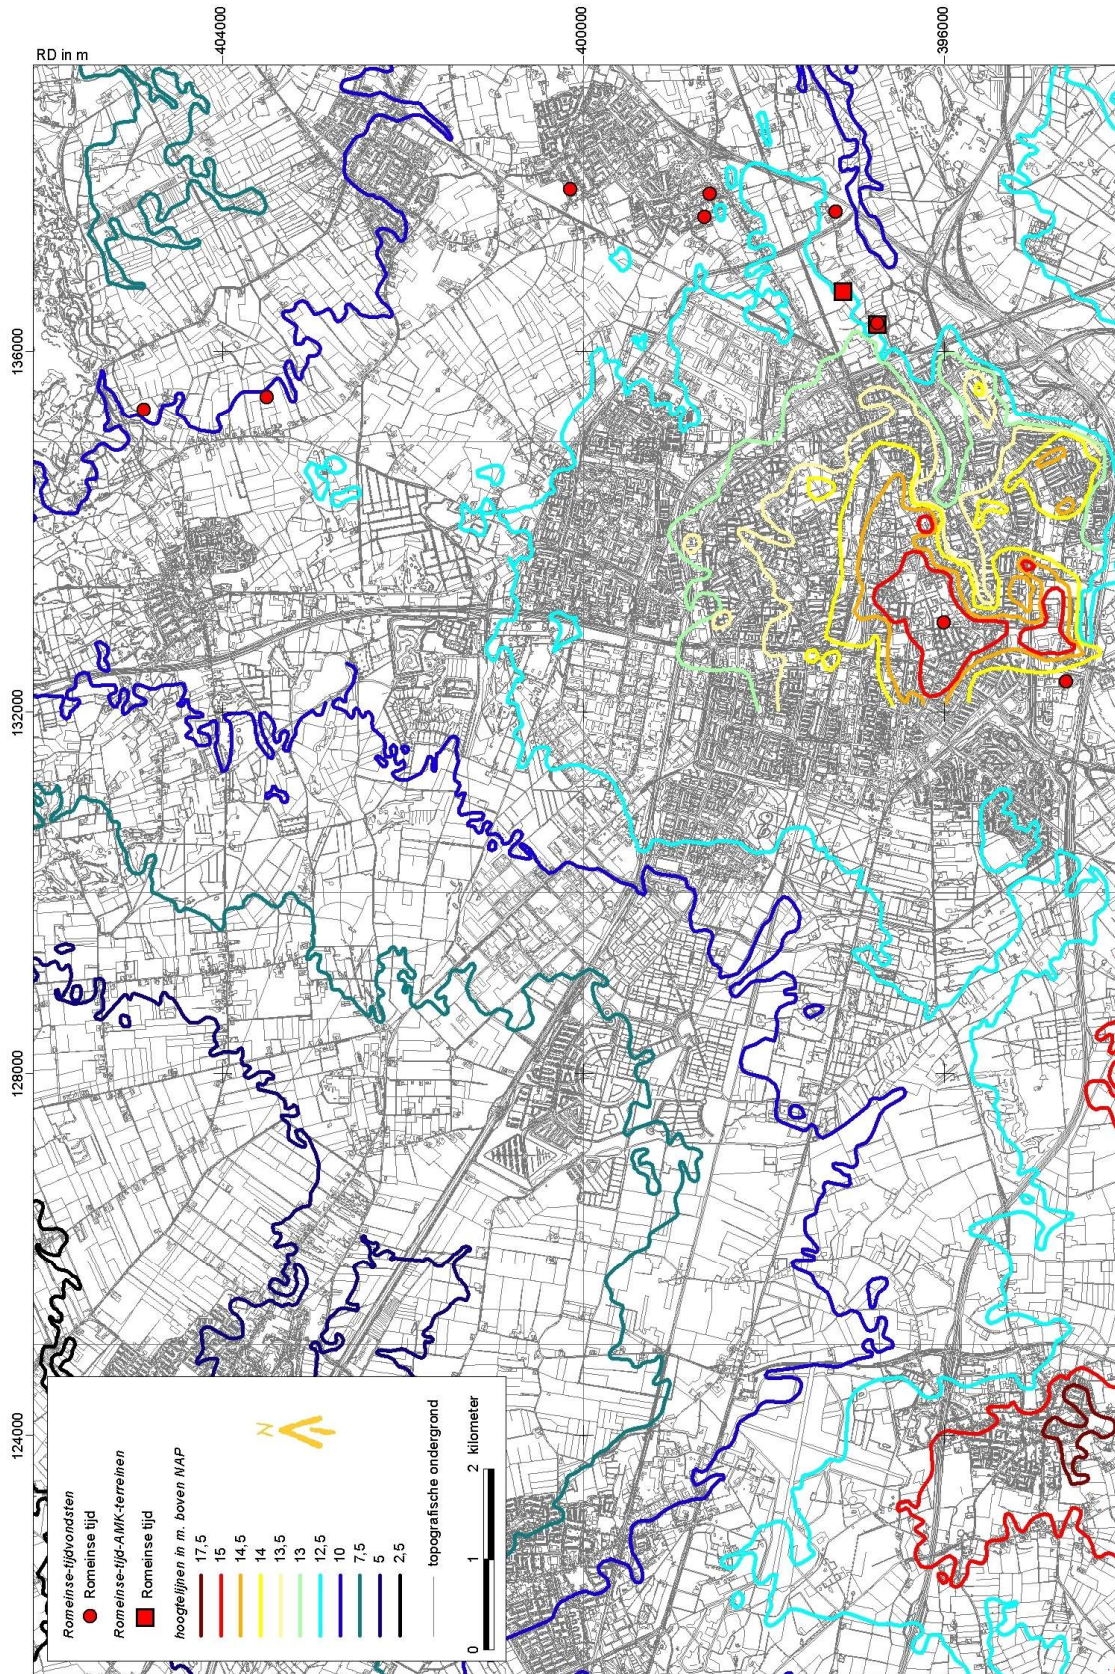 RD in m
404000
400000
396000
136000
132000
128000
124000
Romeinse-tijdvondsten
Romeinse tijd
Romeinse-tijd-AMK-terreinen
Romeinse tijd
hoogtelijnen in m. boven NAP
17,5
15
14,5
14
13,5
13
12,5
10
7,5
5
2,5
topografische ondergrond
0 1 2 kilometer
N